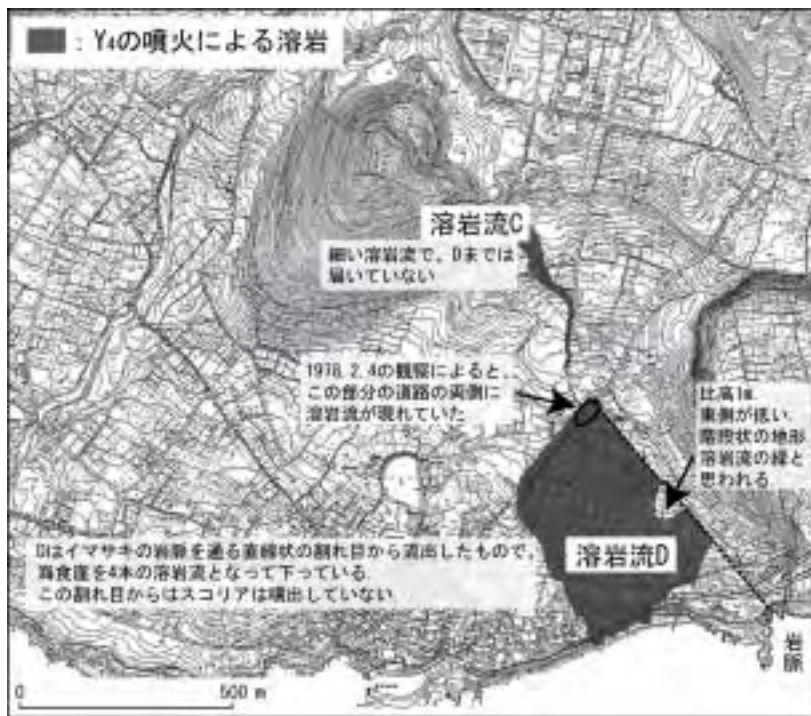 : Y4の噴火による溶岩
溶岩流C
細い溶岩流で、Dまでは
届いていない
1978.2.4の観察によると、
この部分の道路の両側に
溶岩流が現れていた
比高1m.
東側が低い.
階段状の地形.
溶岩流の縁と
思われる
溶岩流D
Dはイマサキの岩脈を通る直線状の割れ目から流出したもので、
海食崖を4本の溶岩流となって下っている.
この割れ目からはスコリアは噴出していない
岩脈
0 500 m